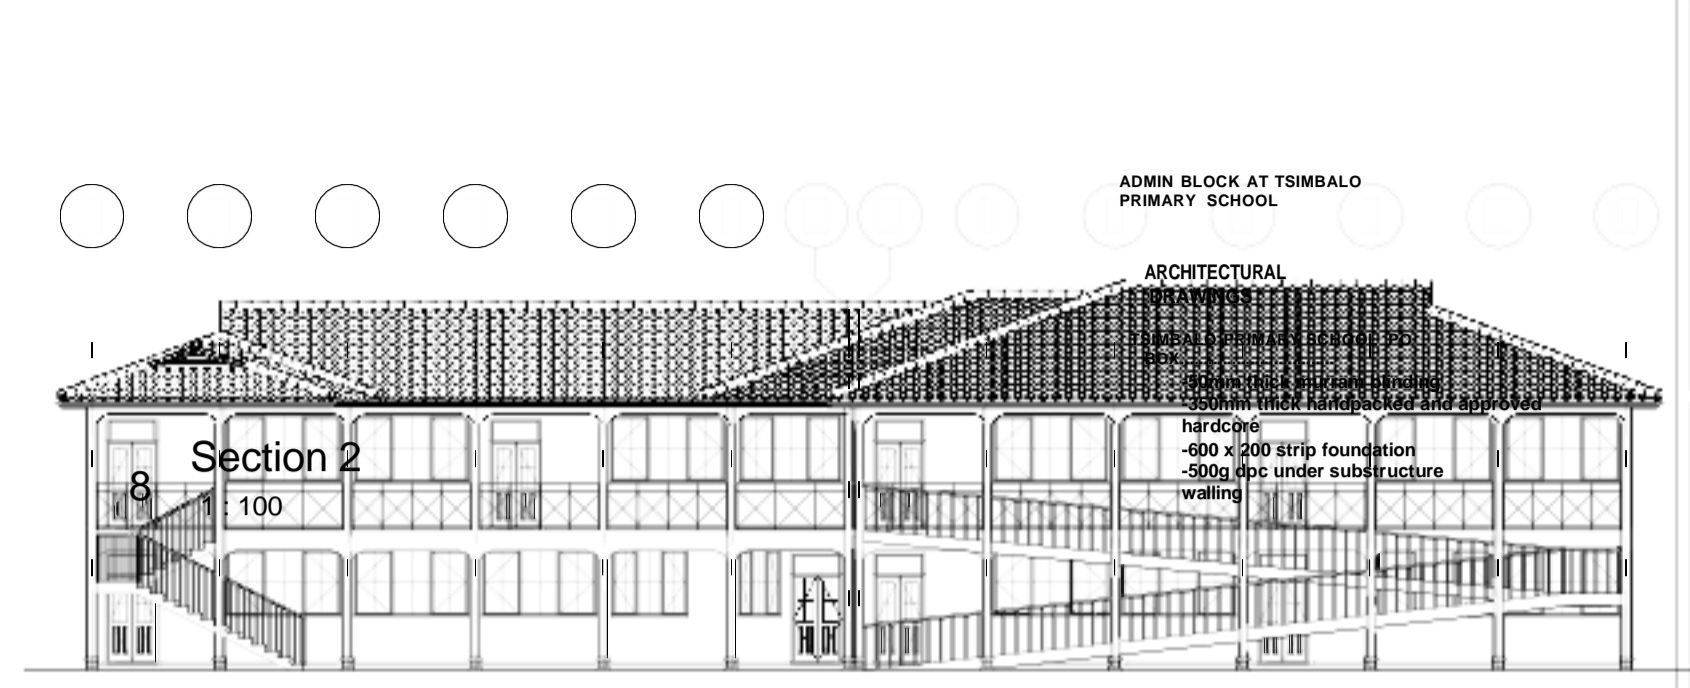 ADMIN BLOCK AT TSIMBALO
PRIMARY SCHOOL
ARCHITECTURAL
DRAWINGS
TSIMBALO PRIMARY SCHOOL PO
BOX
-50mm thick murram blinding
-350mm thick handpacked and approved
hardcore
-600 x 200 strip foundation
-500g dpc under substructure
walling
Section 2
8
1 : 100